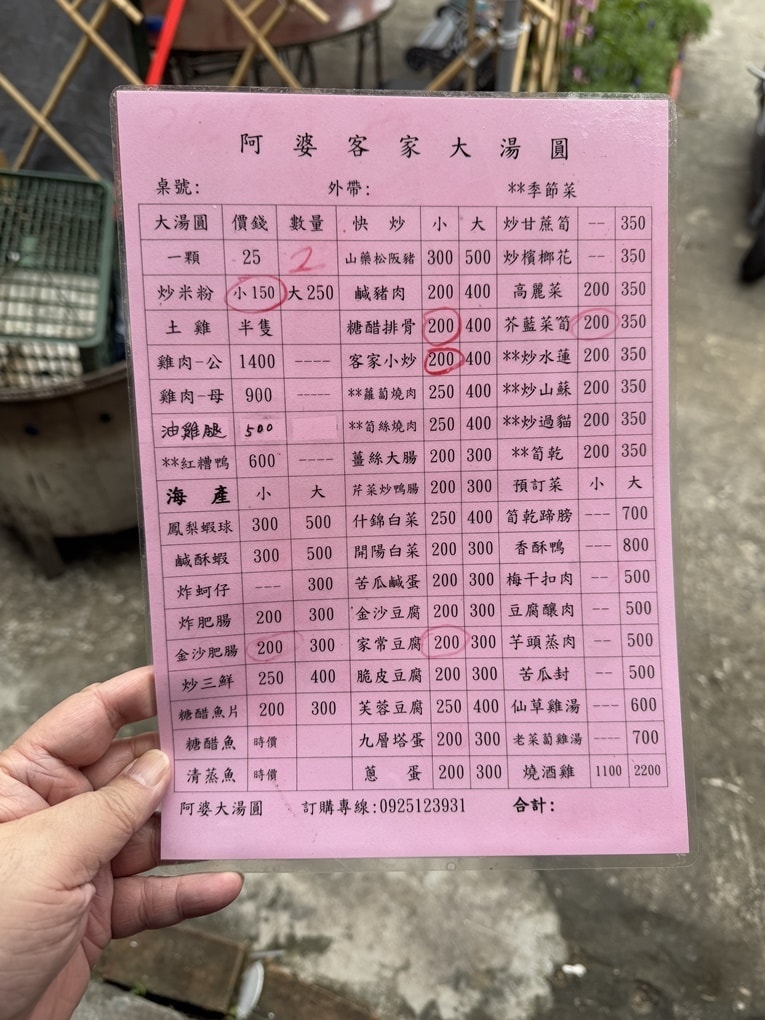 阿婆客家大湯圓
桌號: 外帶: **季節菜
大湯圓 價錢 數量 快炒 小 大 炒甘蔗筍 -- 350
一顆 25 2 山藥松阪豬 300 500 炒檳榔花 -- 350
炒米粉 小150 大250 鹹豬肉 200 400 高麗菜 200 350
土雞 半隻 糖醋排骨 200 400 芥藍菜筍 200 350
雞肉-公 1400 ---- 客家小炒 200 400 **炒水蓮 200 350
雞肉-母 900 ----- **蘿蔔燒肉 250 400 **炒山蘇 200 350
油雞腿 500 **筍絲燒肉 250 400 **炒過貓 200 350
**紅糟鴨 600 ---- 薑絲大腸 200 300 **筍乾 200 350
海產 小 大 芹菜炒鴨腸 200 300 預訂菜 小 大
鳳梨蝦球 300 500 什錦白菜 250 400 筍乾蹄膀 --- 700
鹹酥蝦 300 500 開陽白菜 200 300 香酥鴨 --- 800
炸蚵仔 --- 300 苦瓜鹹蛋 200 300 梅干扣肉 -- 500
炸肥腸 200 300 金沙豆腐 200 300 豆腐釀肉 -- 500
金沙肥腸 200 300 家常豆腐 200 300 芋頭蒸肉 -- 500
炒三鮮 250 400 脆皮豆腐 200 300 苦瓜封 -- 500
糖醋魚片 200 300 芙蓉豆腐 250 400 仙草雞湯 --- 600
糖醋魚 時價 九層塔蛋 200 300 老菜蔔雞湯 ---- 700
清蒸魚 時價 蔥蛋 200 300 燒酒雞 1100 2200
阿婆大湯圓 訂購專線:0925123931 合計: